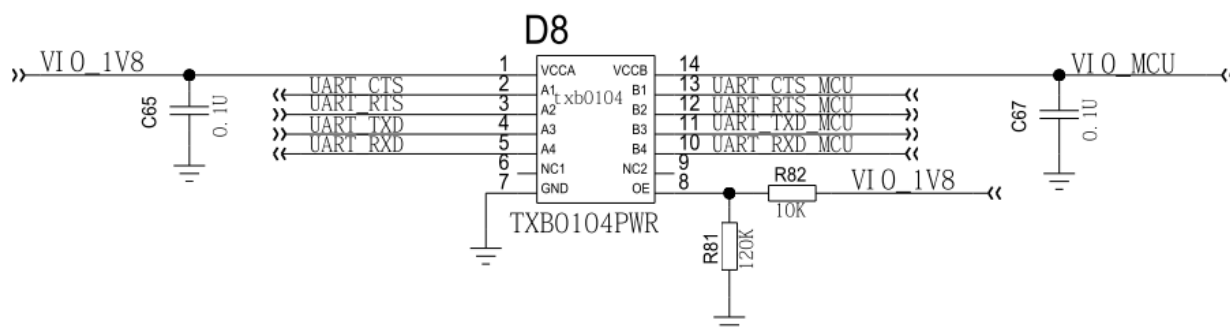 D8
VIO_1V8
1
VCCA
VCCB
14
VIO_MCU
UART_CTS
2
A1
txb0104
B1
13
UART_CTS_MCU
UART_RTS
3
A2
B2
12
UART_RTS_MCU
UART_TXD
4
A3
B3
11
UART_TXD_MCU
UART_RXD
5
A4
B4
10
UART_RXD_MCU
6
NC1
NC2
9
7
GND
OE
8
C65
0.1U
C67
0.1U
R82
10K
VIO_1V8
TXB0104PWR
R81
120K